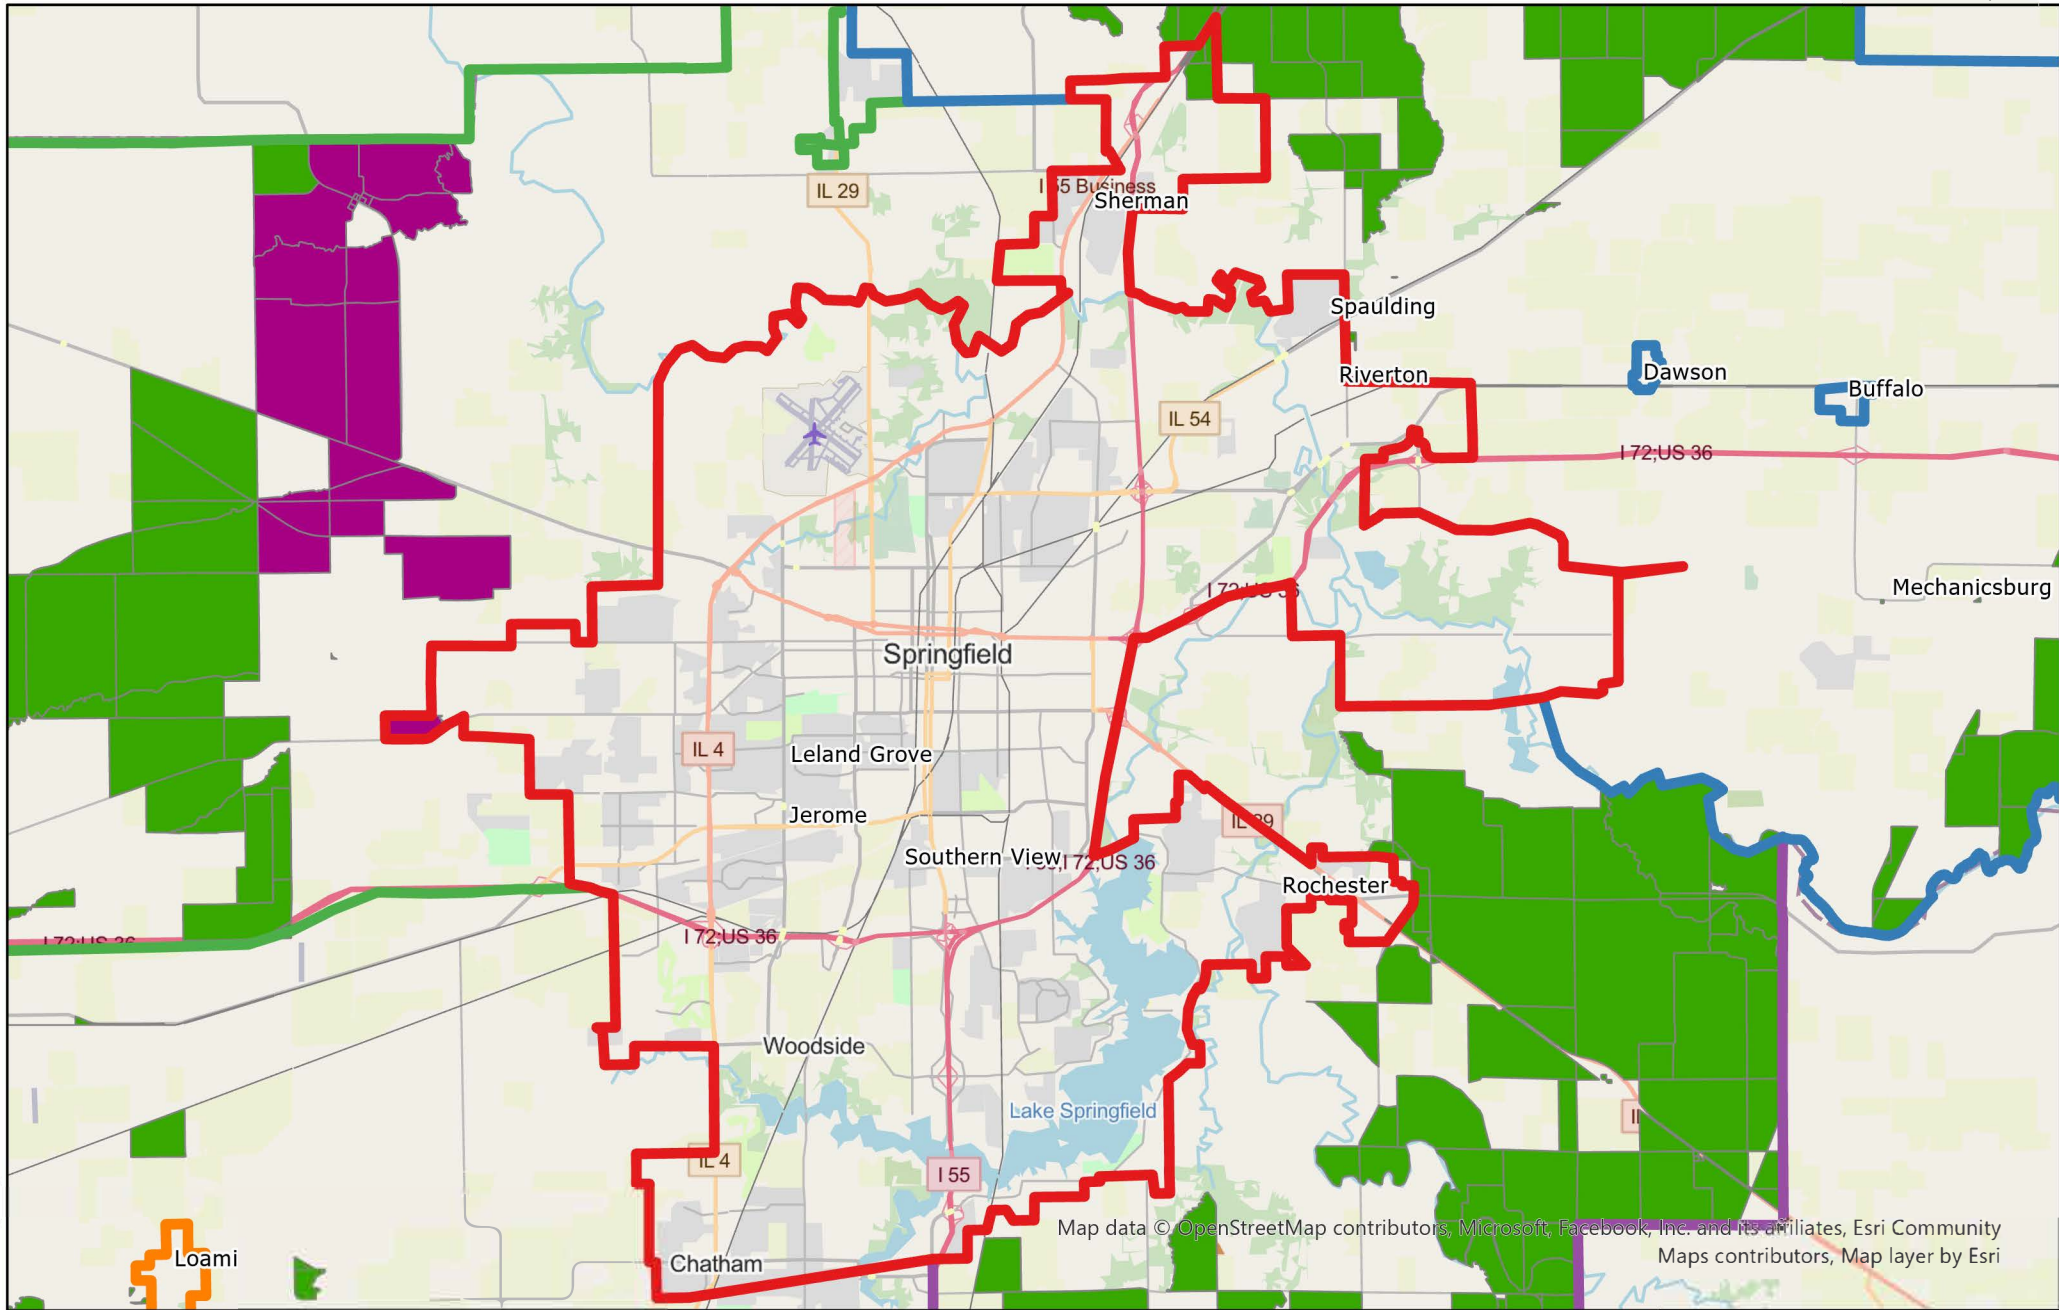 IL 29
I 55 Business
Sherman
Spaulding
Riverton
Dawson
Buffalo
IL 54
I 72;US 36
I 72;US 36
Mechanicsburg
Springfield
IL 4
Leland Grove
Jerome
IL 29
Southern View
I 72;US 36
Rochester
I 72;US 36
I 72;US 36
Woodside
Lake Springfield
IL 4
I 55
Map data © OpenStreetMap contributors, Microsoft, Facebook, Inc. and its affiliates, Esri Community
Maps contributors, Map layer by Esri
Loami
Chatham